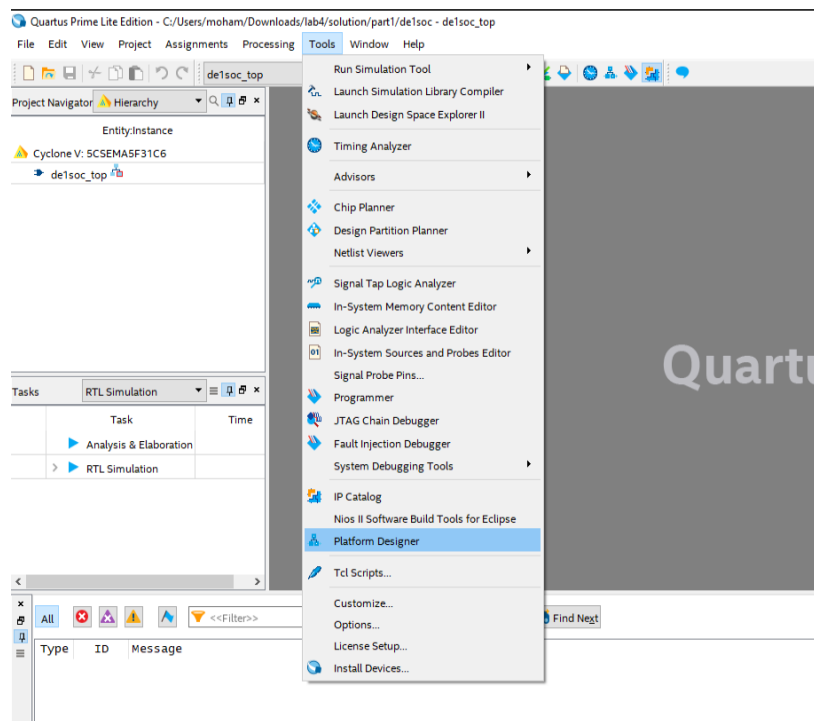 Quartus Prime Lite Edition - C:/Users/moham/Downloads/lab4/solution/part1/de1soc - de1soc_top
File Edit View Project Assignments Processing Tools Window Help
de1soc_top
Project Navigator Hierarchy
Entity:Instance
Cyclone V: 5CSEMA5F31C6
de1soc_top
Tasks RTL Simulation
Task Time
Analysis & Elaboration
RTL Simulation
Run Simulation Tool
Launch Simulation Library Compiler
Launch Design Space Explorer II
Timing Analyzer
Advisors
Chip Planner
Design Partition Planner
Netlist Viewers
Signal Tap Logic Analyzer
In-System Memory Content Editor
Logic Analyzer Interface Editor
In-System Sources and Probes Editor
Signal Probe Pins...
Programmer
JTAG Chain Debugger
Fault Injection Debugger
System Debugging Tools
IP Catalog
Nios II Software Build Tools for Eclipse
Platform Designer
Tcl Scripts...
Customize...
Options...
License Setup...
Install Devices...
Quartu
All <<Filter>> Find Next
Type ID Message